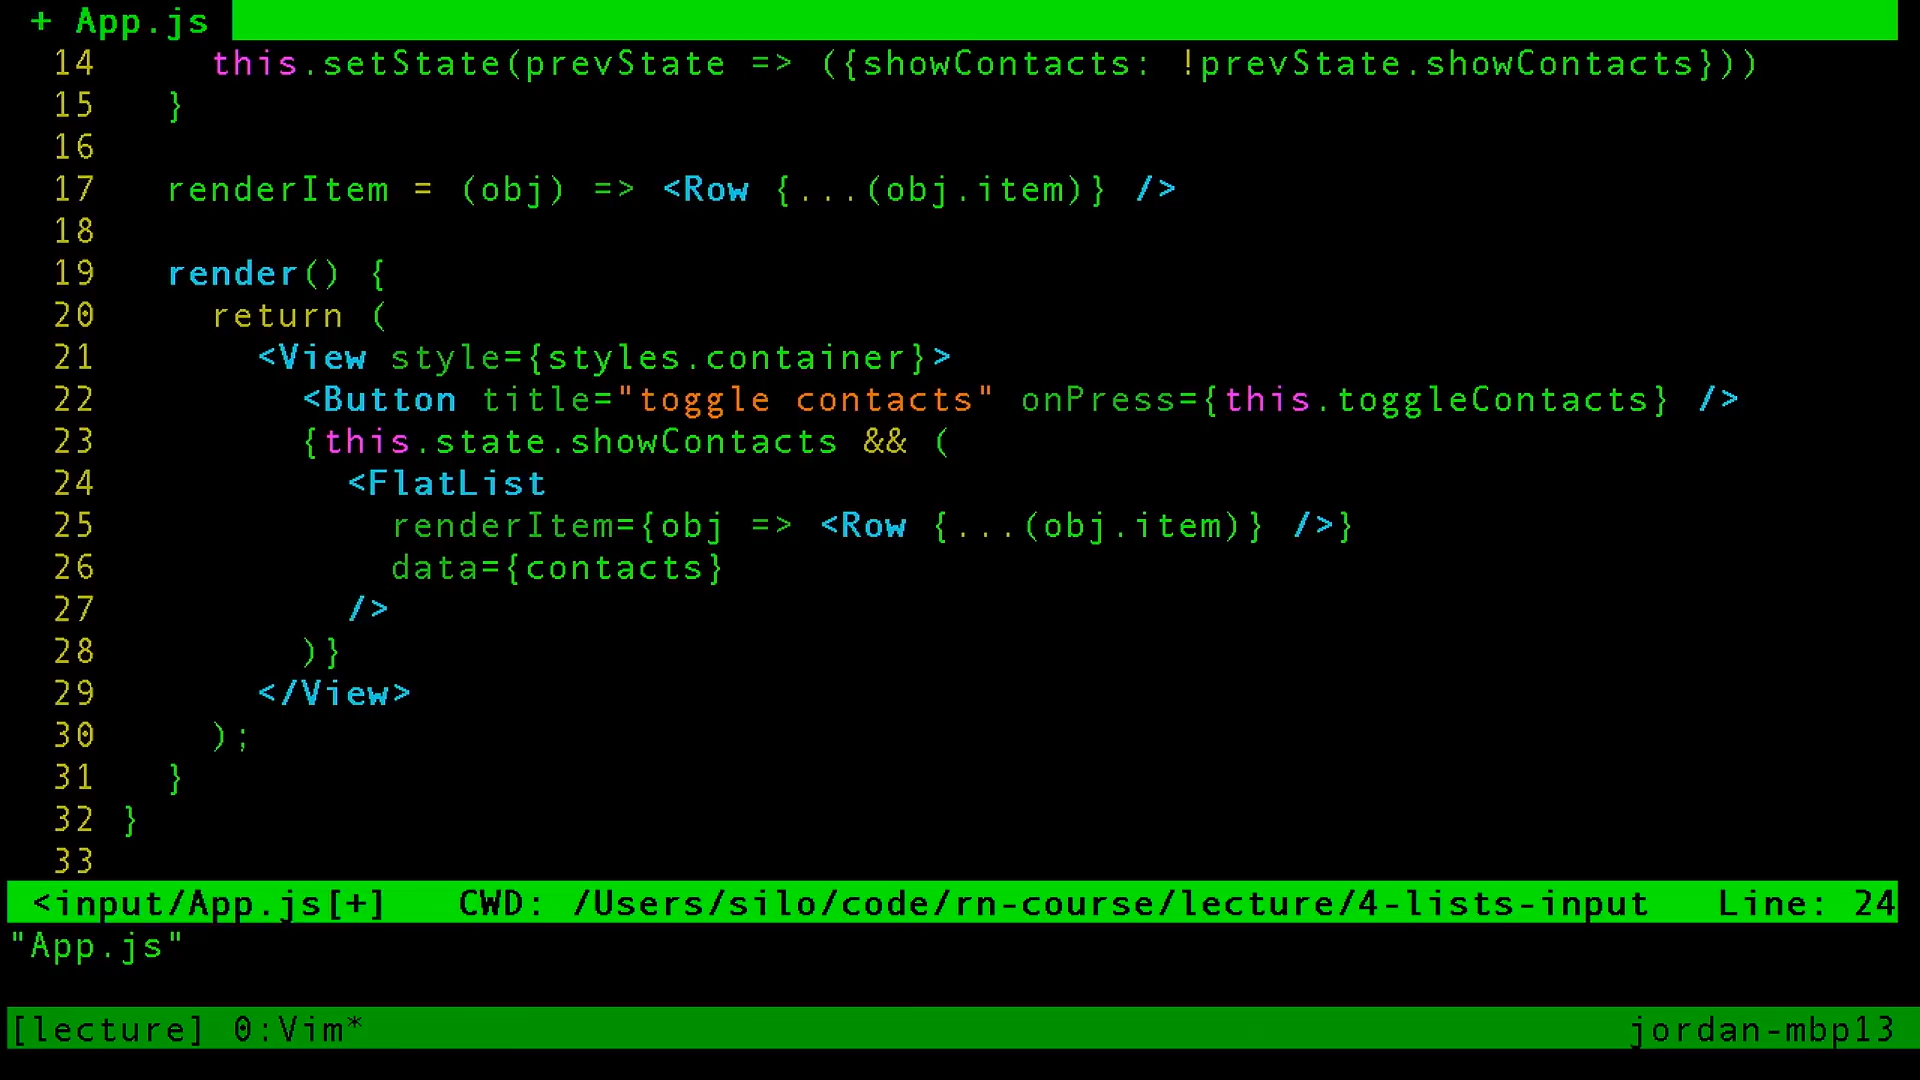 + App.js
14 this.setState(prevState => ({showContacts: !prevState.showContacts}))
15 }
16
17 renderItem = (obj) => <Row {...(obj.item)} />
18
19 render() {
20 return (
21 <View style={styles.container}>
22 <Button title="toggle contacts" onPress={this.toggleContacts} />
23 {this.state.showContacts && (
24 <FlatList
25 renderItem={obj => <Row {...(obj.item)} />}
26 data={contacts}
27 />
28 )}
29 </View>
30 );
31 }
32 }
33
<input/App.js[+] CWD: /Users/silo/code/rn-course/lecture/4-lists-input Line: 24
"App.js"
[lecture] 0:Vim* jordan-mbp13